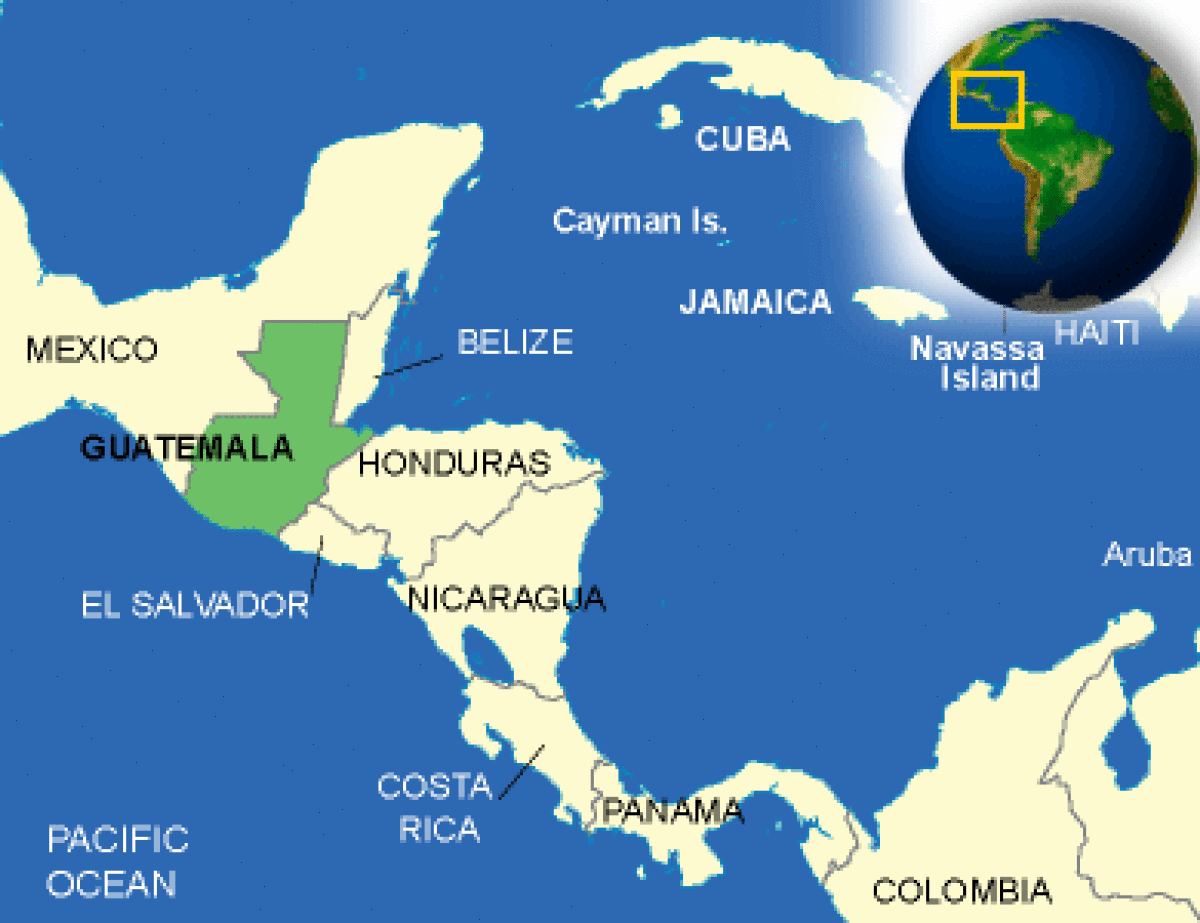 CUBA
Cayman Is.
JAMAICA
Navassa
Island
HAITI
MEXICO
BELIZE
GUATEMALA
HONDURAS
Aruba
EL SALVADOR
NICARAGUA
COSTA
RICA
PANAMA
PACIFIC
OCEAN
COLOMBIA